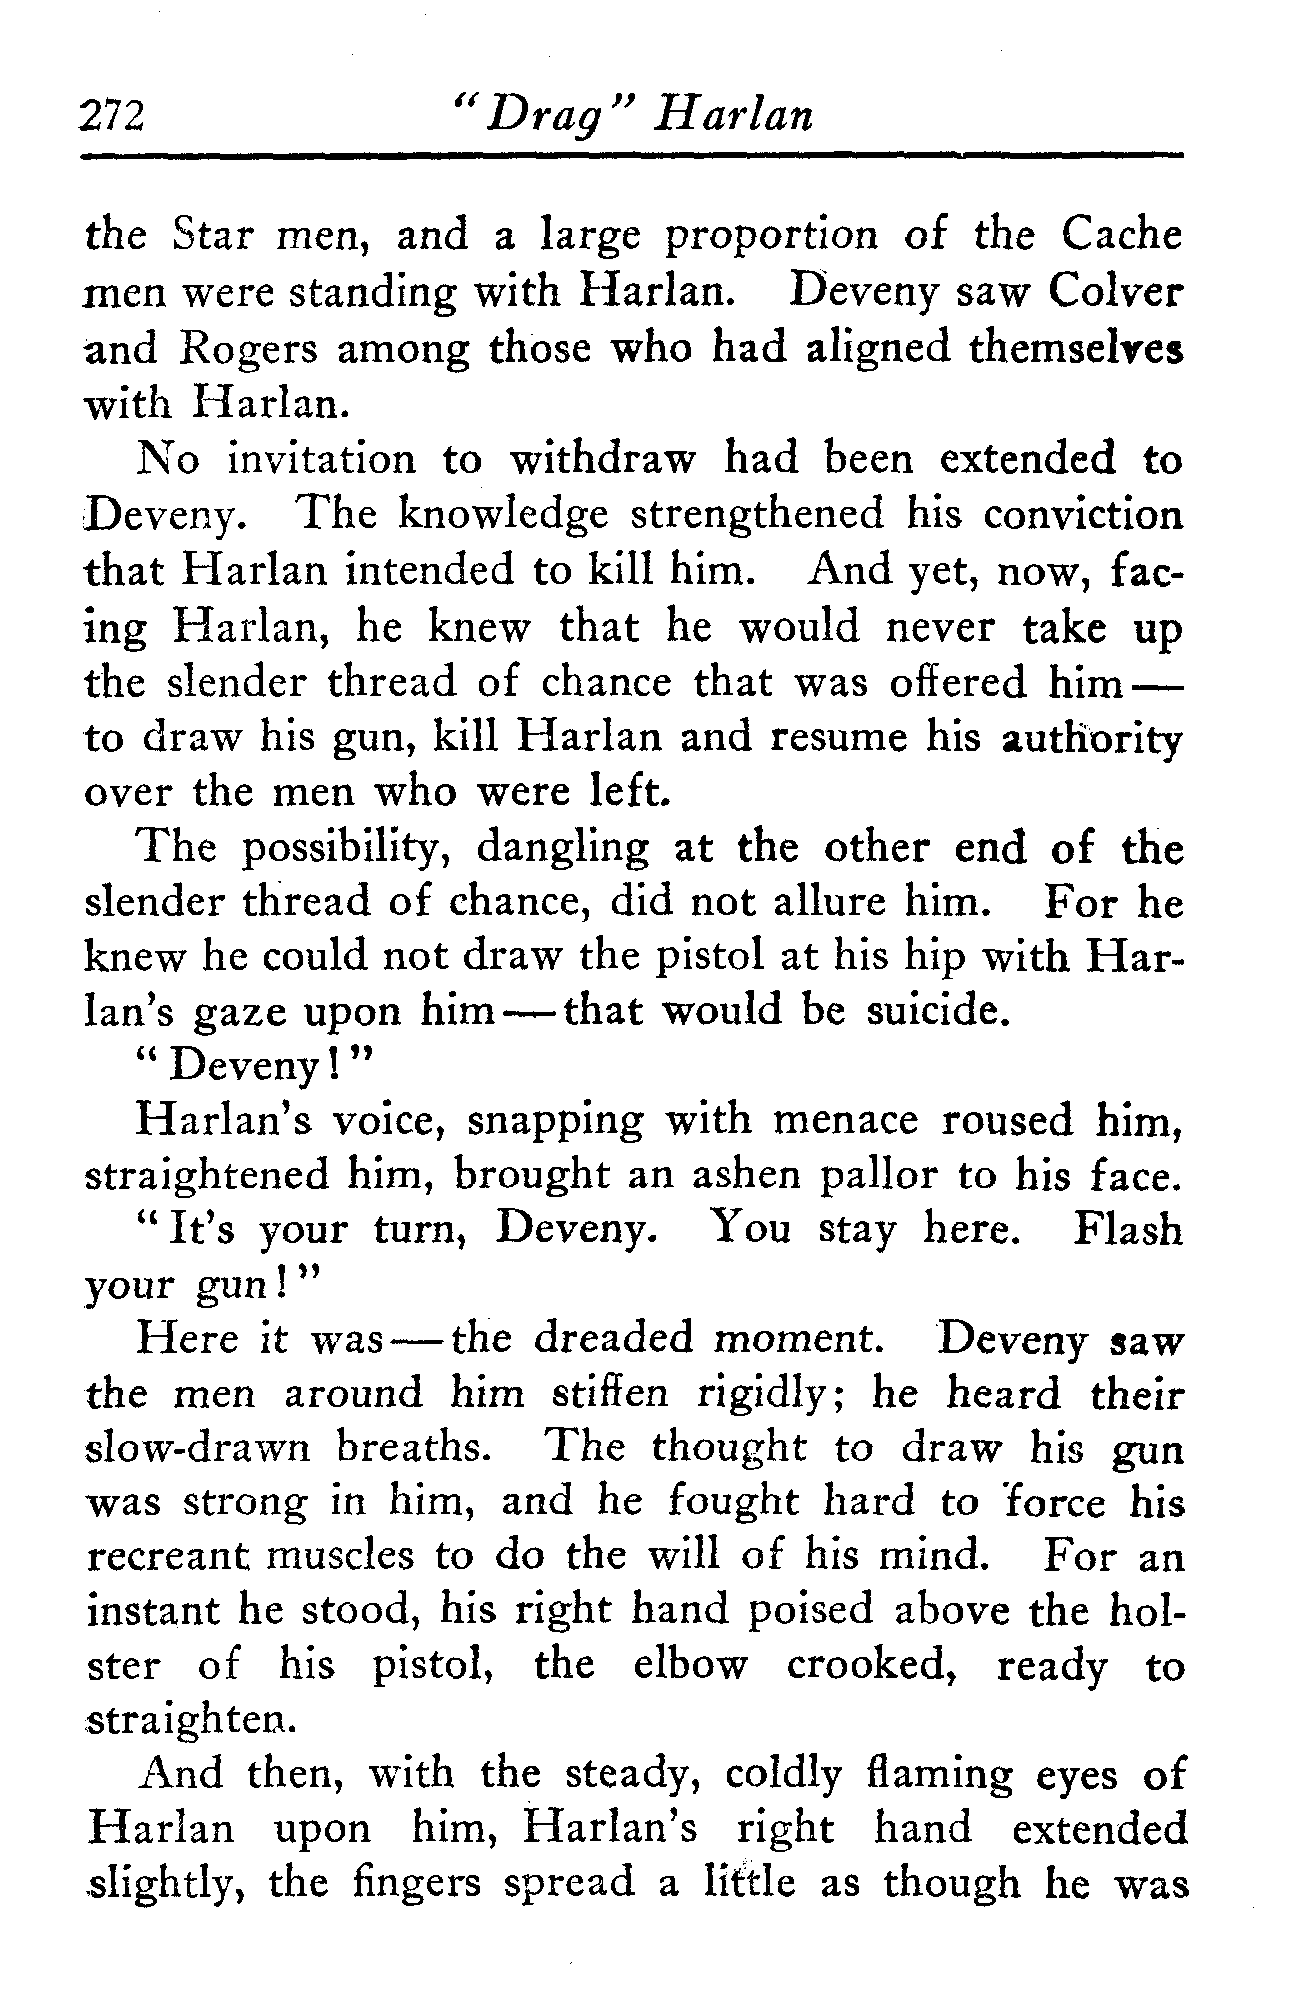 272 "Drag" Harlan
the Star men, and a large proportion of the Cache
men were standing with Harlan. Deveny saw Colver
and Rogers among those who had aligned themselves
with Harlan.
No invitation to withdraw had been extended to
Deveny. The knowledge strengthened his conviction
that Harlan intended to kill him. And yet, now, fac-
ing Harlan, he knew that he would never take up
the slender thread of chance that was offered him—
to draw his gun, kill Harlan and resume his authority
over the men who were left.
The possibility, dangling at the other end of the
slender thread of chance, did not allure him. For he
knew he could not draw the pistol at his hip with Har-
lan's gaze upon him—that would be suicide.
"Deveny!"
Harlan's voice, snapping with menace roused him,
straightened him, brought an ashen pallor to his face.
"It's your turn, Deveny. You stay here. Flash
your gun!"
Here it was—the dreaded moment. Deveny saw
the men around him stiffen rigidly; he heard their
slow-drawn breaths. The thought to draw his gun
was strong in him, and he fought hard to force his
recreant muscles to do the will of his mind. For an
instant he stood, his right hand poised above the hol-
ster of his pistol, the elbow crooked, ready to
straighten.
And then, with the steady, coldly flaming eyes of
Harlan upon him, Harlan's right hand extended
slightly, the fingers spread a little as though he was